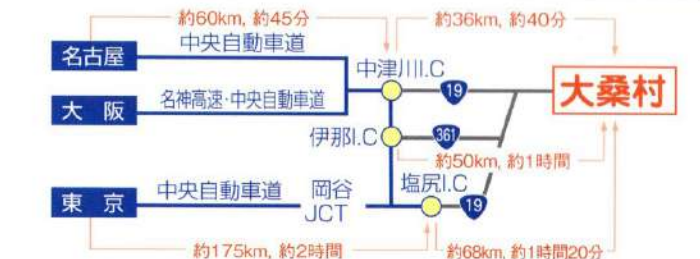 約60km, 約45分
約36km, 約40分
名古屋
中央自動車道
中津川I.C
19
大桑村
大 阪
名神高速・中央自動車道
伊那I.C
361
約50km, 約1時間
東 京
中央自動車道
岡谷
JCT
塩尻I.C
19
約175km, 約2時間
約68km, 約1時間20分